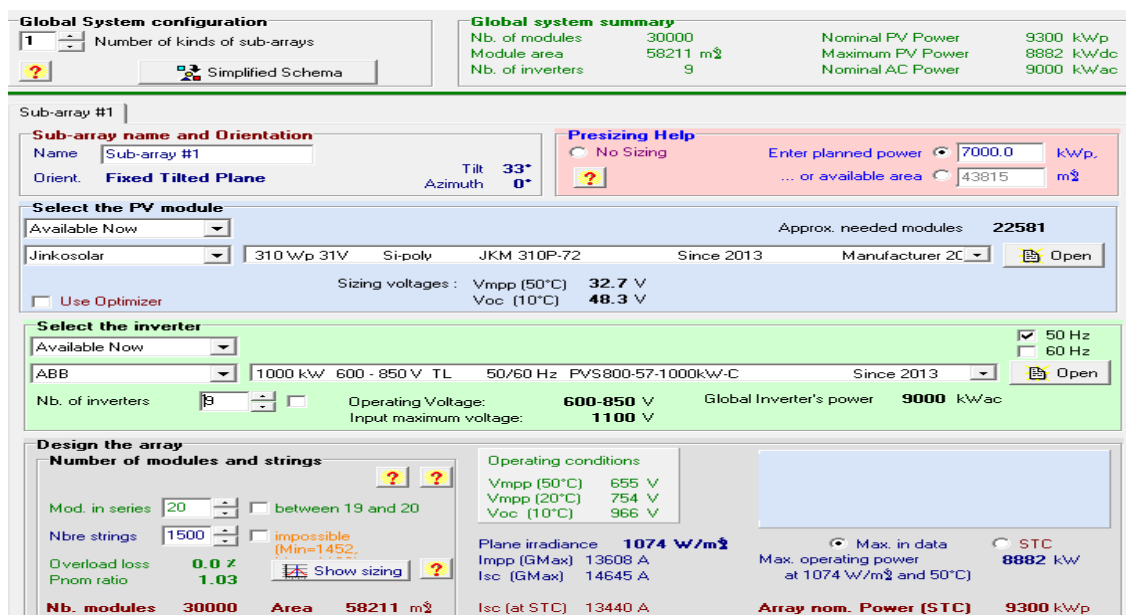 Global System configuration
1 Number of kinds of sub-arrays
? Simplified Schema
Global system summary
Nb. of modules 30000 Nominal PV Power 9300 kWp
Module area 58211 m² Maximum PV Power 8882 kWdc
Nb. of inverters 9 Nominal AC Power 9000 kWac
Sub-array #1
Sub-array name and Orientation
Name Sub-array #1
Orient. Fixed Tilted Plane Tilt 33°
Azimuth 0°
Presizing Help
No Sizing Enter planned power 7000.0 kWp,
? ... or available area 43815 m²
Select the PV module
Available Now Approx. needed modules 22581
Jinkosolar 310 Wp 31V Si-poly JKM 310P-72 Since 2013 Manufacturer 20 Open
Sizing voltages : Vmpp (50°C) 32.7 V
Use Optimizer Voc (10°C) 48.3 V
Select the inverter
Available Now 50 Hz
60 Hz
ABB 1000 kW 600 - 850 V TL 50/60 Hz PVS800-57-1000kW-C Since 2013 Open
Nb. of inverters 9 Operating Voltage: 600-850 V Global Inverter's power 9000 kWac
Input maximum voltage: 1100 V
Design the array
Number of modules and strings
? ?
Mod. in series 20 between 19 and 20
Nbre strings 1500 impossible
(Min=1452,
Overload loss 0.0 %
Pnom ratio 1.03 Show sizing ?
Nb. modules 30000 Area 58211 m²
Operating conditions
Vmpp (50°C) 655 V
Vmpp (20°C) 754 V
Voc (10°C) 966 V
Plane irradiance 1074 W/m²
Impp (GMax) 13608 A
Isc (GMax) 14645 A
Isc (at STC) 13440 A
Max. in data STC
Max. operating power 8882 kW
at 1074 W/m² and 50°C)
Array nom. Power (STC) 9300 kWp